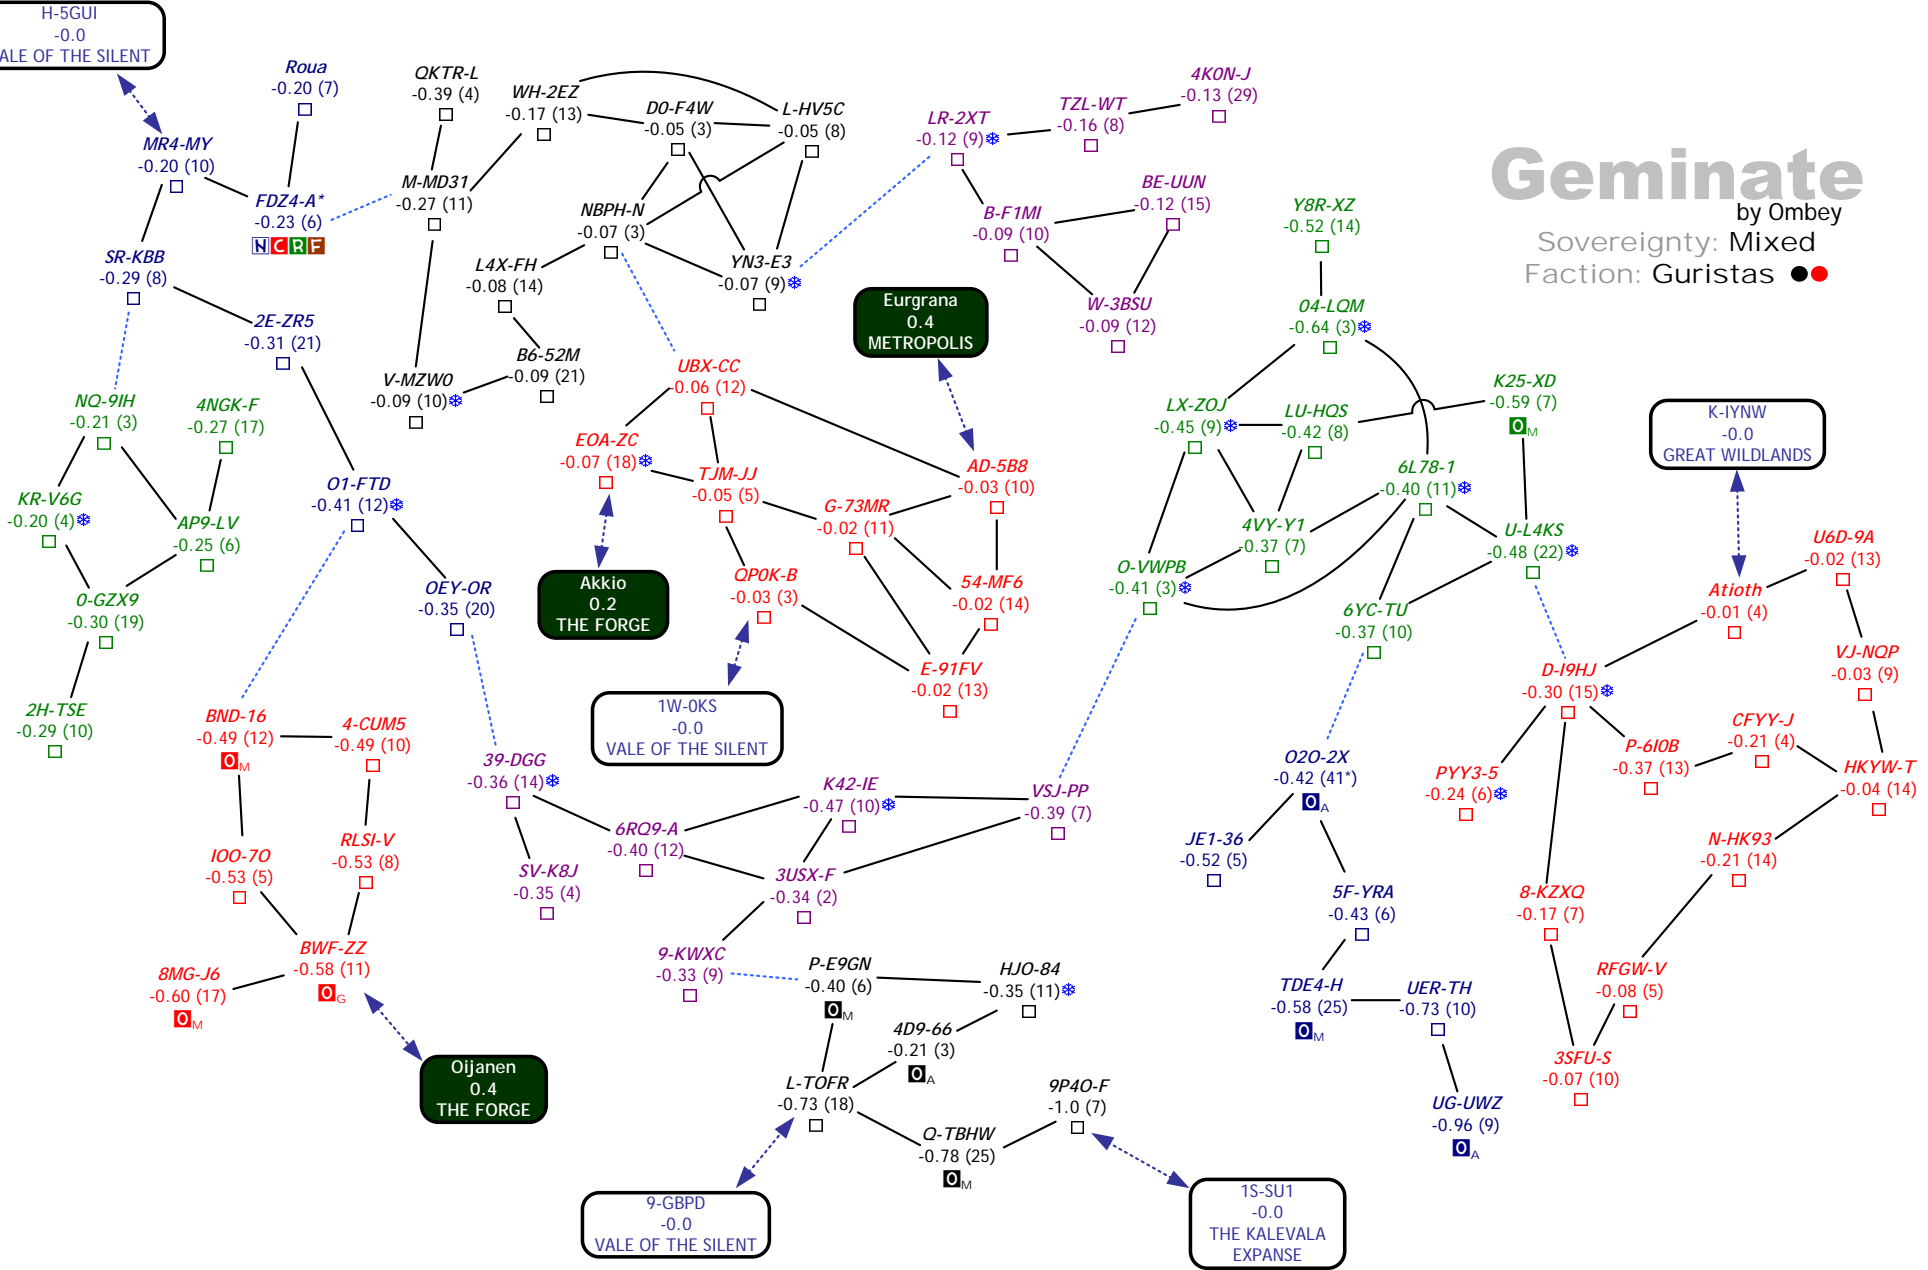 H-5GUI
-0.0
ALE OF THE SILENT
Roua
-0.20 (7)
QKTR-L
-0.39 (4)
WH-2EZ
-0.17 (13)
D0-F4W
-0.05 (3)
L-HV5C
-0.05 (8)
LR-2XT
-0.12 (9)
TZL-WT
-0.16 (8)
4K0N-J
-0.13 (29)
Geminate
by Ombey
Sovereignty: Mixed
Faction: Guristas
MR4-MY
-0.20 (10)
FDZ4-A*
-0.23 (6)
N C R F
M-MD31
-0.27 (11)
NBPH-N
-0.07 (3)
BE-UUN
-0.12 (15)
B-F1MI
-0.09 (10)
Y8R-XZ
-0.52 (14)
SR-KBB
-0.29 (8)
L4X-FH
-0.08 (14)
YN3-E3
-0.07 (9)
W-3BSU
-0.09 (12)
04-LQM
-0.64 (3)
Eurgrana
0.4
METROPOLIS
2E-ZR5
-0.31 (21)
B6-52M
-0.09 (21)
V-MZW0
-0.09 (10)
UBX-CC
-0.06 (12)
K25-XD
-0.59 (7)
0M
NQ-9IH
-0.21 (3)
4NGK-F
-0.27 (17)
EOA-ZC
-0.07 (18)
LX-ZOJ
-0.45 (9)
LU-HQS
-0.42 (8)
K-IYNW
-0.0
GREAT WILDLANDS
TJM-JJ
-0.05 (5)
AD-5B8
-0.03 (10)
6L78-1
-0.40 (11)
KR-V6G
-0.20 (4)
AP9-LV
-0.25 (6)
O1-FTD
-0.41 (12)
G-73MR
-0.02 (11)
4VY-Y1
-0.37 (7)
U-L4KS
-0.48 (22)
U6D-9A
-0.02 (13)
0-GZX9
-0.30 (19)
OEY-OR
-0.35 (20)
Akkio
0.2
THE FORGE
QP0K-B
-0.03 (3)
54-MF6
-0.02 (14)
O-VWPB
-0.41 (3)
6YC-TU
-0.37 (10)
Atioth
-0.01 (4)
VJ-NQP
-0.03 (9)
2H-TSE
-0.29 (10)
1W-0KS
-0.0
VALE OF THE SILENT
E-91FV
-0.02 (13)
D-I9HJ
-0.30 (15)
BND-16
-0.49 (12)
0M
4-CUM5
-0.49 (10)
39-DGG
-0.36 (14)
K42-IE
-0.47 (10)
VSJ-PP
-0.39 (7)
O2O-2X
-0.42 (41*)
0A
PYY3-5
-0.24 (6)
P-6I0B
-0.37 (13)
CFYY-J
-0.21 (4)
HKYW-T
-0.04 (14)
IOO-7O
-0.53 (5)
RLSI-V
-0.53 (8)
6RQ9-A
-0.40 (12)
SV-K8J
-0.35 (4)
3USX-F
-0.34 (2)
JE1-36
-0.52 (5)
N-HK93
-0.21 (14)
5F-YRA
-0.43 (6)
8-KZXQ
-0.17 (7)
8MG-J6
-0.60 (17)
0M
BWF-ZZ
-0.58 (11)
0G
9-KWXC
-0.33 (9)
P-E9GN
-0.40 (6)
0M
HJO-84
-0.35 (11)
TDE4-H
-0.58 (25)
0M
UER-TH
-0.73 (10)
RFGW-V
-0.08 (5)
4D9-66
-0.21 (3)
0A
3SFU-S
-0.07 (10)
Oijanen
0.4
THE FORGE
L-TOFR
-0.73 (18)
9P4O-F
-1.0 (7)
UG-UWZ
-0.96 (9)
0A
Q-TBHW
-0.78 (25)
0M
9-GBPD
-0.0
VALE OF THE SILENT
1S-SU1
-0.0
THE KALEVALA
EXPANSE